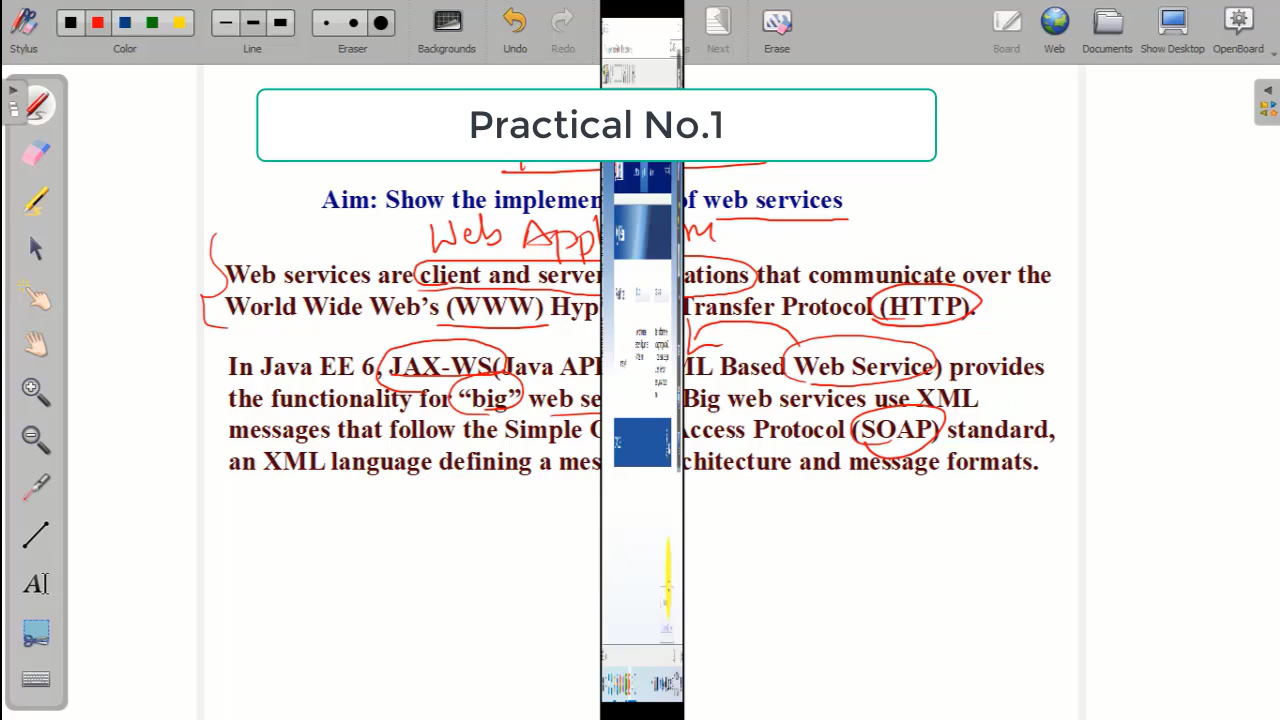 Stylus Color Line Eraser Backgrounds Undo Redo Next Erase Board Web Documents Show Desktop OpenBoard
Practical No.1
Aim: Show the implemen of web services
Web App
Web services are client and server ations that communicate over the
World Wide Web's (WWW) Hyp Transfer Protocol (HTTP).
In Java EE 6, JAX-WS(Java API ML Based Web Service) provides
the functionality for “big” web se Big web services use XML
messages that follow the Simple Access Protocol (SOAP) standard,
an XML language defining a mes chitecture and message formats.